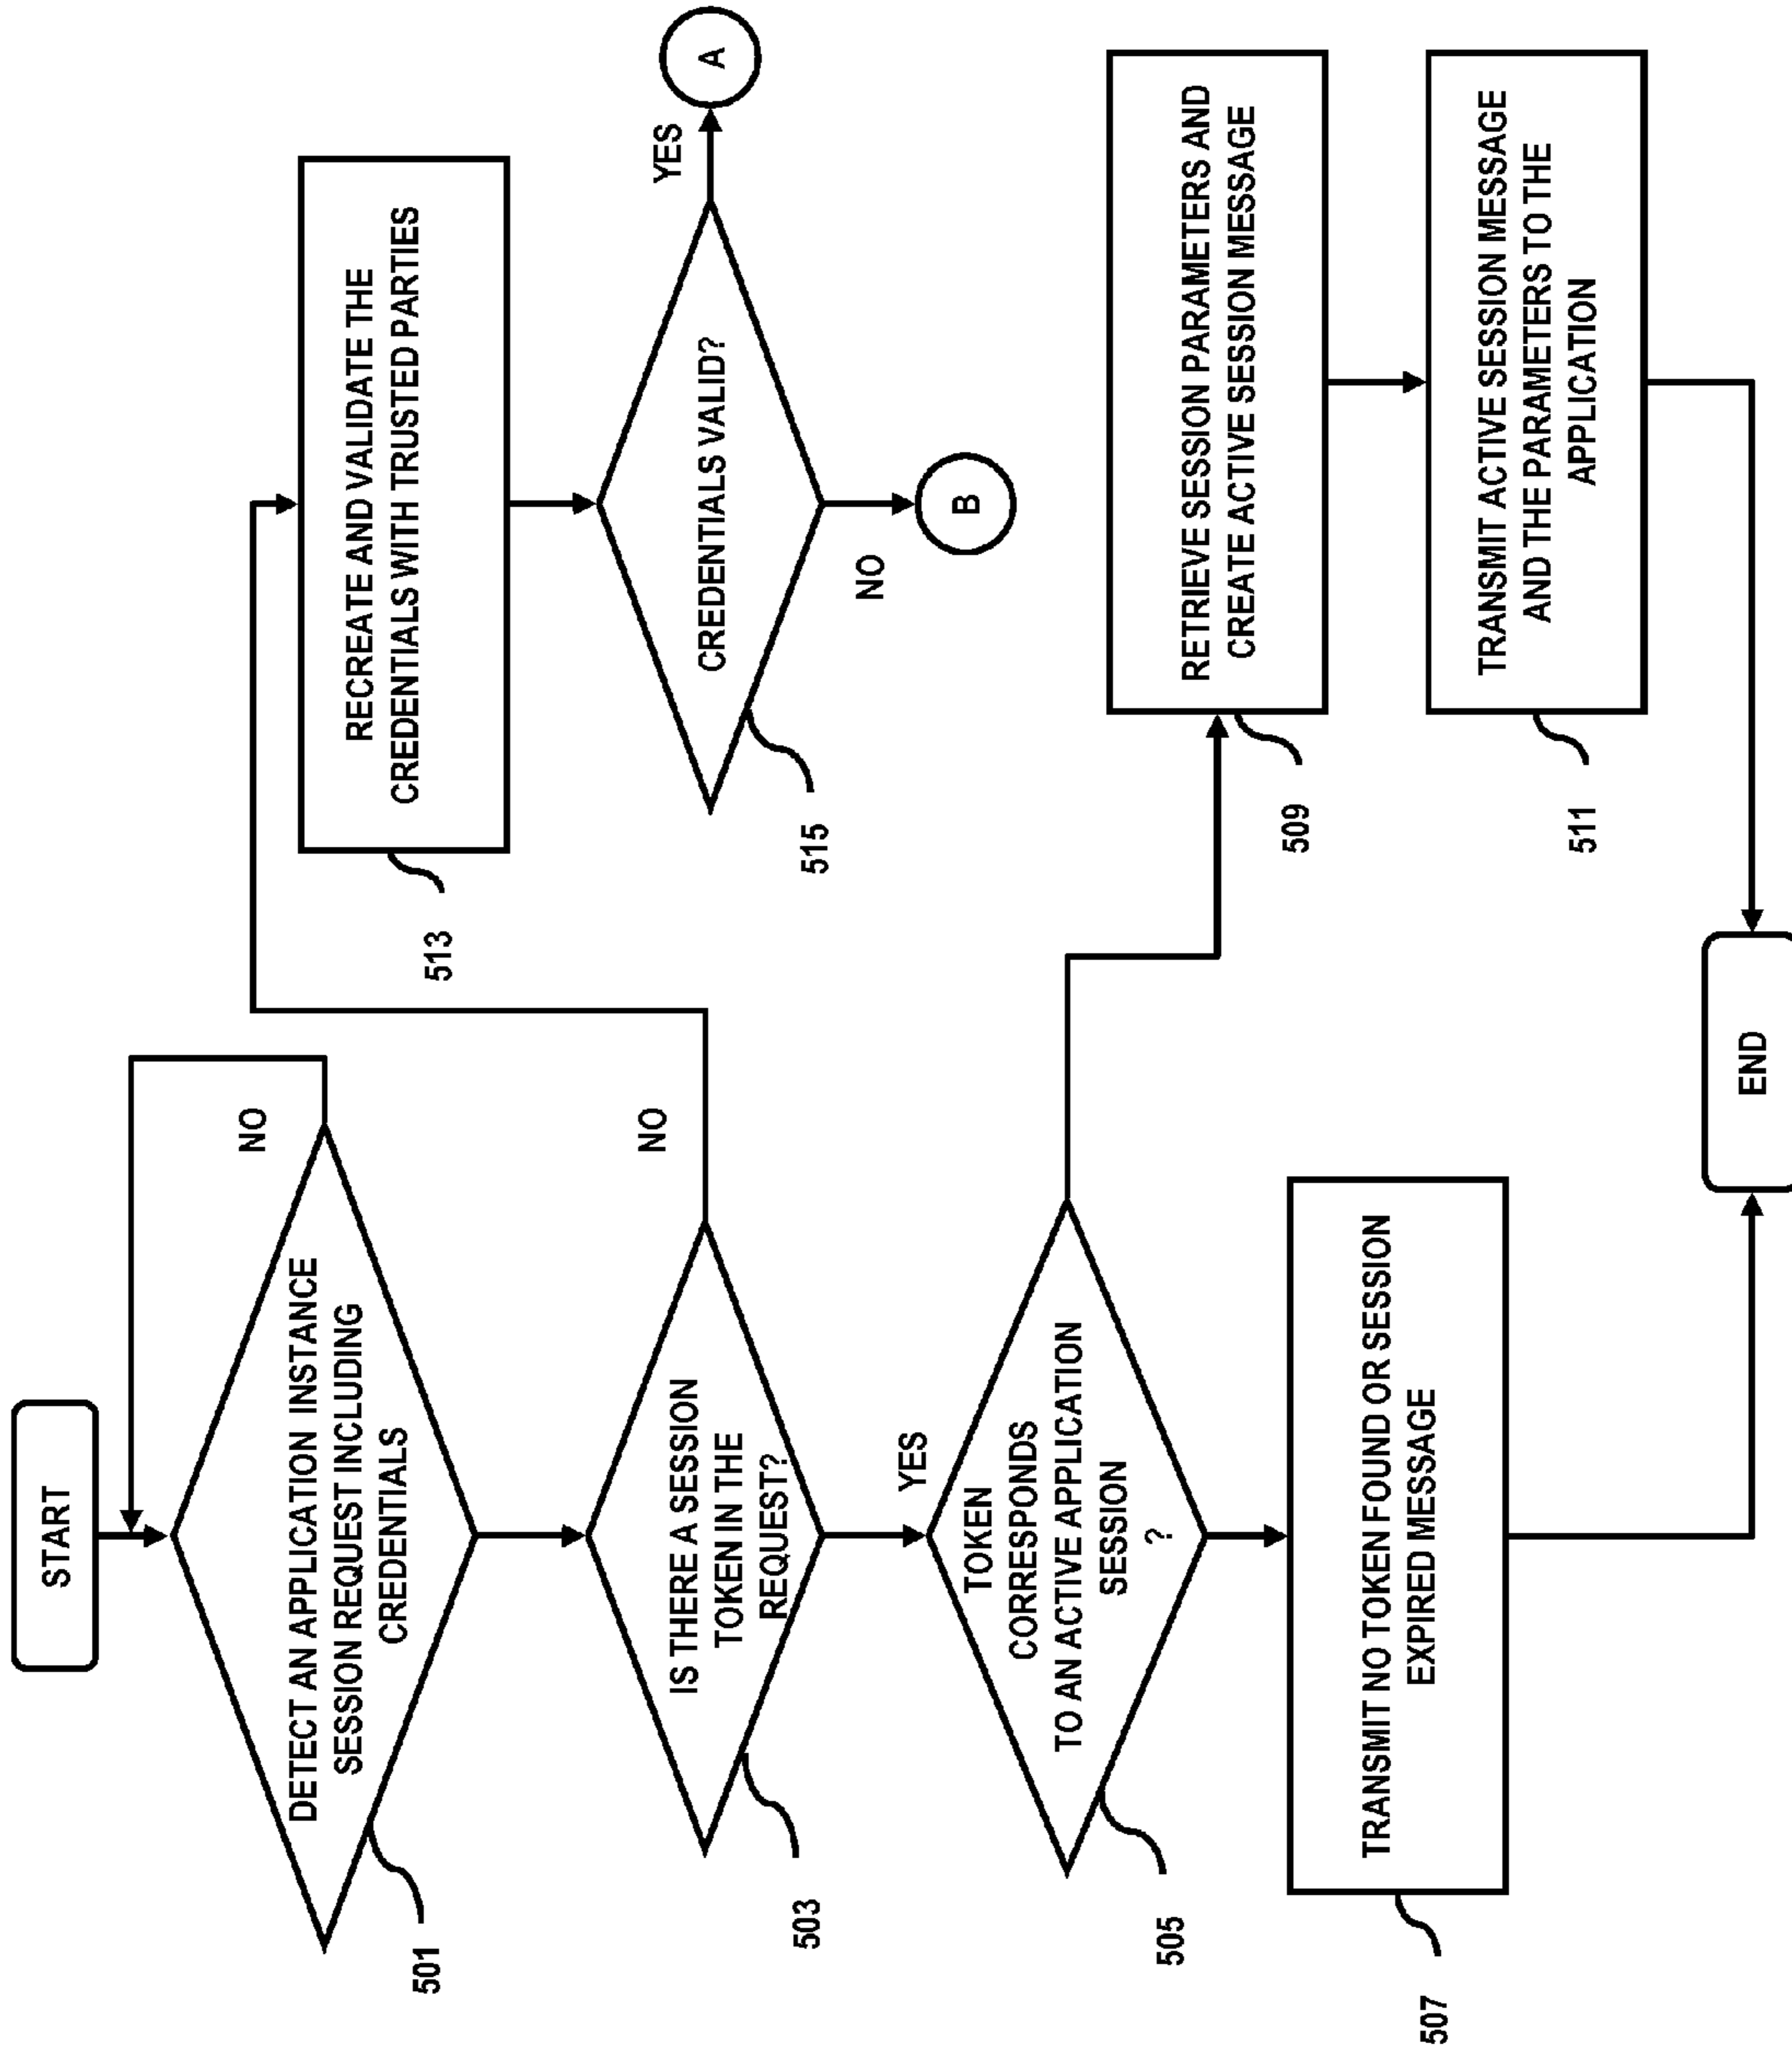 START
DETECT AN APPLICATION INSTANCE
SESSION REQUEST INCLUDING
CREDENTIALS
NO
501
IS THERE A SESSION
TOKEN IN THE
REQUEST?
NO
503
YES
TOKEN
CORRESPONDS
TO AN ACTIVE APPLICATION
SESSION
?
505
TRANSMIT NO TOKEN FOUND OR SESSION
EXPIRED MESSAGE
507
RECREATE AND VALIDATE THE
CREDENTIALS WITH TRUSTED PARTIES
513
CREDENTIALS VALID?
515
YES
A
NO
B
RETRIEVE SESSION PARAMETERS AND
CREATE ACTIVE SESSION MESSAGE
509
TRANSMIT ACTIVE SESSION MESSAGE
AND THE PARAMETERS TO THE
APPLICATION
511
END